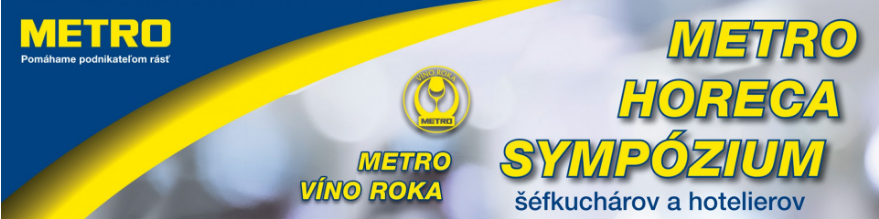 METRO
Pomáhame podnikateľom rásť
VÍNO ROKA
METRO
METRO
VÍNO ROKA
METRO
HORECA
SYMPÓZIUM
šéfkuchárov a hotelierov